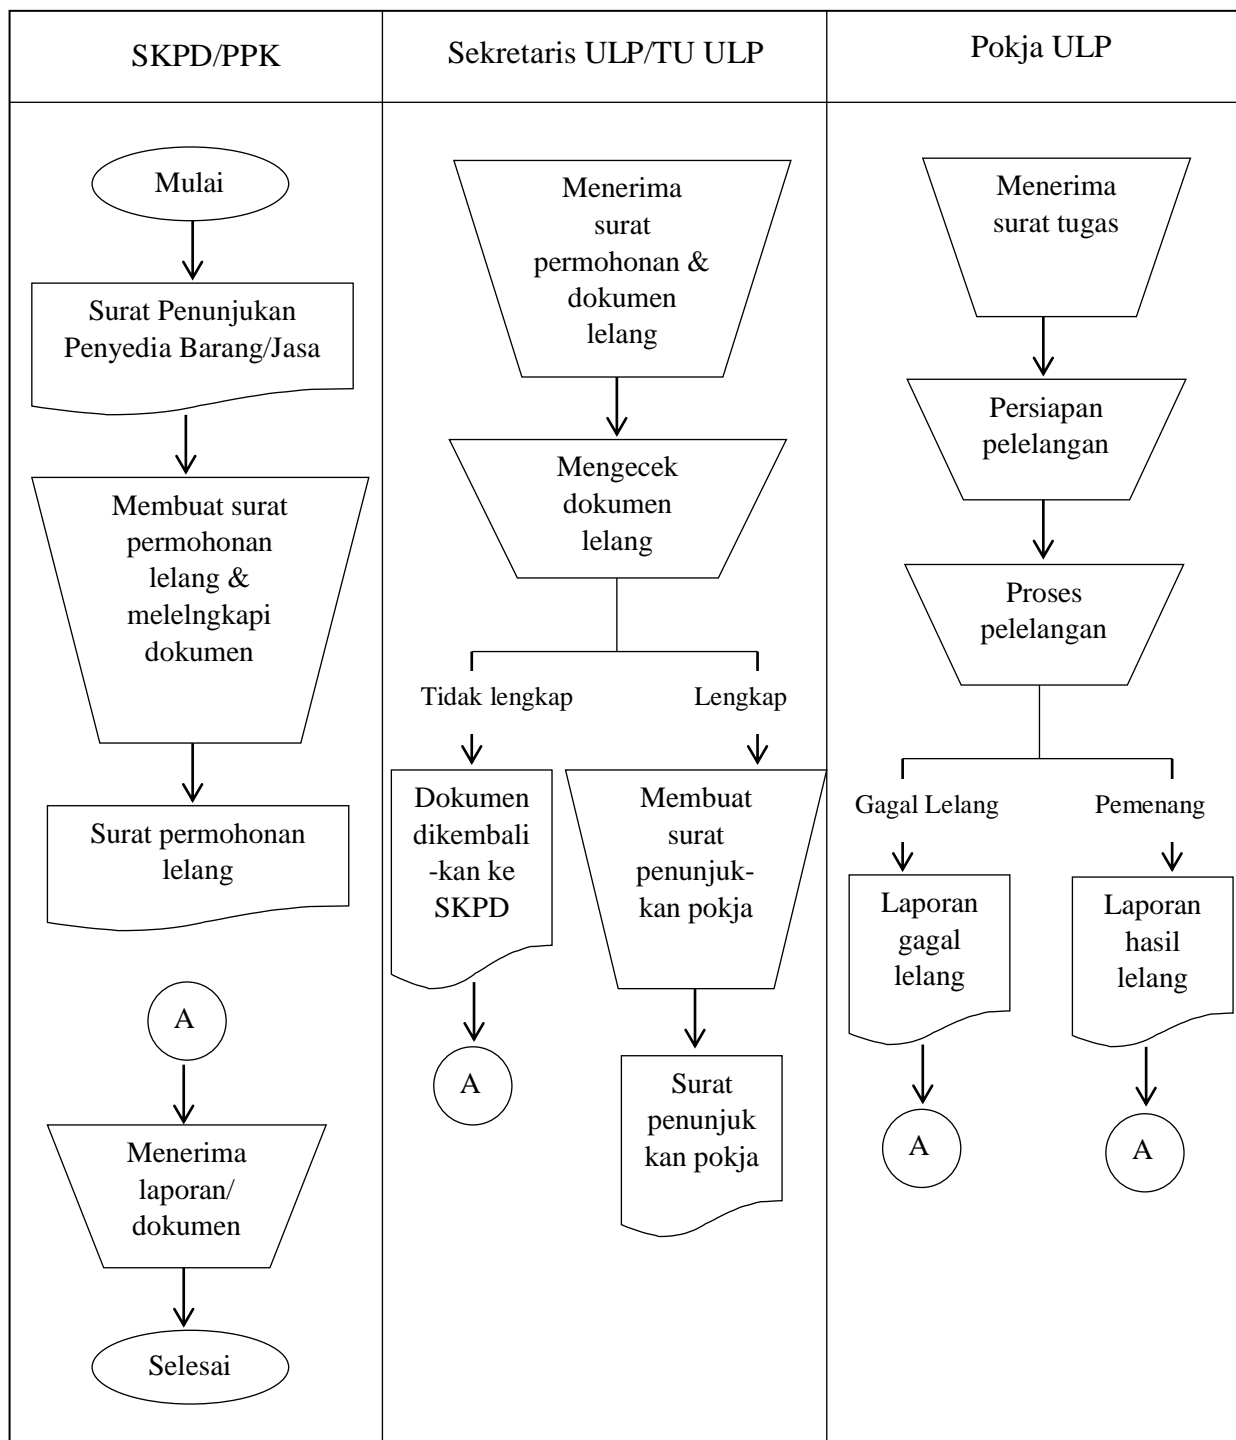 SKPD/PPK
Sekretaris ULP/TU ULP
Pokja ULP
Mulai
Surat Penunjukan
Penyedia Barang/Jasa
Membuat surat
permohonan
lelang &
melelngkapi
dokumen
Surat permohonan
lelang
A
Menerima
laporan/
dokumen
Selesai
Menerima
surat
permohonan &
dokumen
lelang
Mengecek
dokumen
lelang
Tidak lengkap
Lengkap
Dokumen
dikembali
-kan ke
SKPD
A
Membuat
surat
penunjuk-
kan pokja
Surat
penunjuk
kan pokja
Menerima
surat tugas
Persiapan
pelelangan
Proses
pelelangan
Gagal Lelang
Pemenang
Laporan
gagal
lelang
A
Laporan
hasil
lelang
A